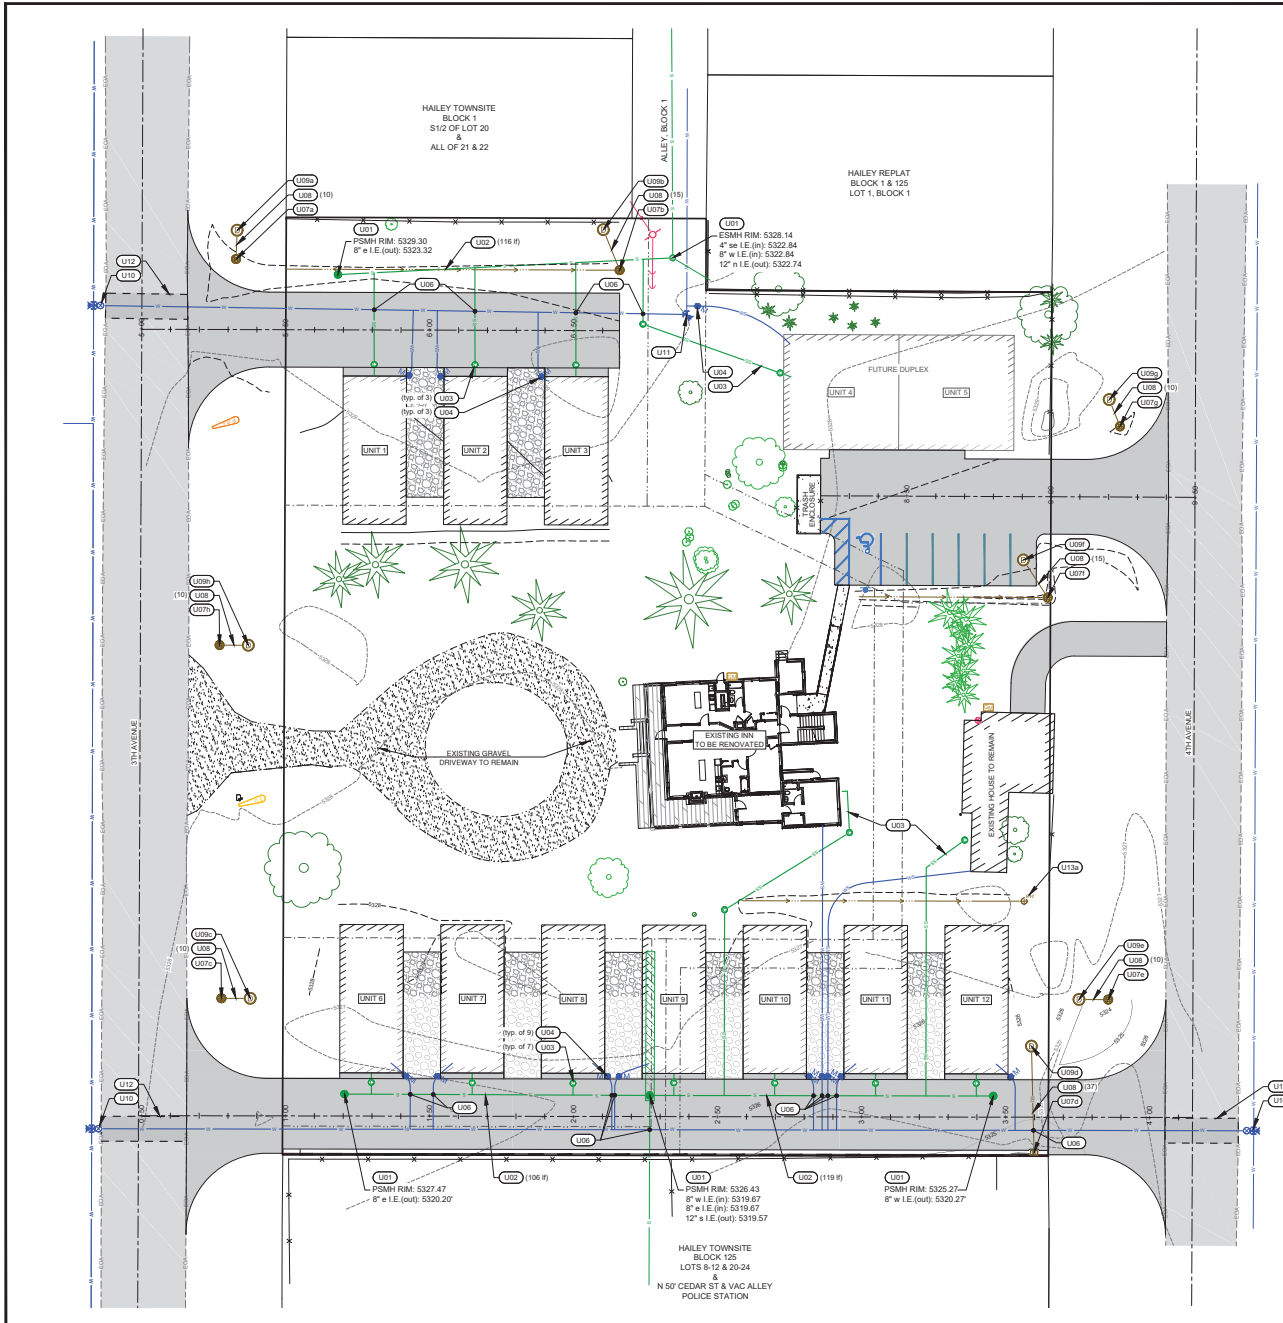 HAILEY TOWNSITE
BLOCK 1
S1/2 OF LOT 20
&
ALL OF 21 & 22
ALLEY, BLOCK 1
HAILEY REPLAT
BLOCK 1 & 125
LOT 1, BLOCK 1
U09a
U08 (10)
U07a
U01
PSMH RIM: 5329.30
8" e I.E.(out): 5323.32
U02 (116 lf)
U09b
U08 (15)
U07b
U01
ESMH RIM: 5328.14
4" se I.E.(in): 5322.84
8" w I.E.(in): 5322.84
12" n I.E.(out): 5322.74
U12
U10
U06
U06
U11
U04
U03
(typ. of 3) U03
(typ. of 3) U04
FUTURE DUPLEX
UNIT 4
UNIT 5
U09g
U08 (10)
U07g
UNIT 1
UNIT 2
UNIT 3
TRASH
ENCLOSURE
U09f
U08 (15)
U07f
U09h
(10) U08
U07h
3TH AVENUE
4TH AVENUE
EXISTING GRAVEL
DRIVEWAY TO REMAIN
EXISTING INN
TO BE RENOVATED
EXISTING HOUSE TO REMAIN
U03
U13a
U09c
(10) U08
U07c
U09e
U08 (10)
U07e
UNIT 6
UNIT 7
UNIT 8
UNIT 9
UNIT 10
UNIT 11
UNIT 12
(typ. of 9) U04
(typ. of 7) U03
U09d
U08 (37)
U07d
U12
U10
U06
U06
U06
U06
U01
PSMH RIM: 5327.47
8" e I.E.(out): 5320.20'
U02 (106 lf)
U01
PSMH RIM: 5326.43
8" w I.E.(in): 5319.67
8" e I.E.(in): 5319.67
12" s I.E.(out): 5319.57
U02 (119 lf)
U01
PSMH RIM: 5325.27
8" w I.E.(out): 5320.27'
HAILEY TOWNSITE
BLOCK 125
LOTS 8-12 & 20-24
&
N 50' CEDAR ST & VAC ALLEY
POLICE STATION